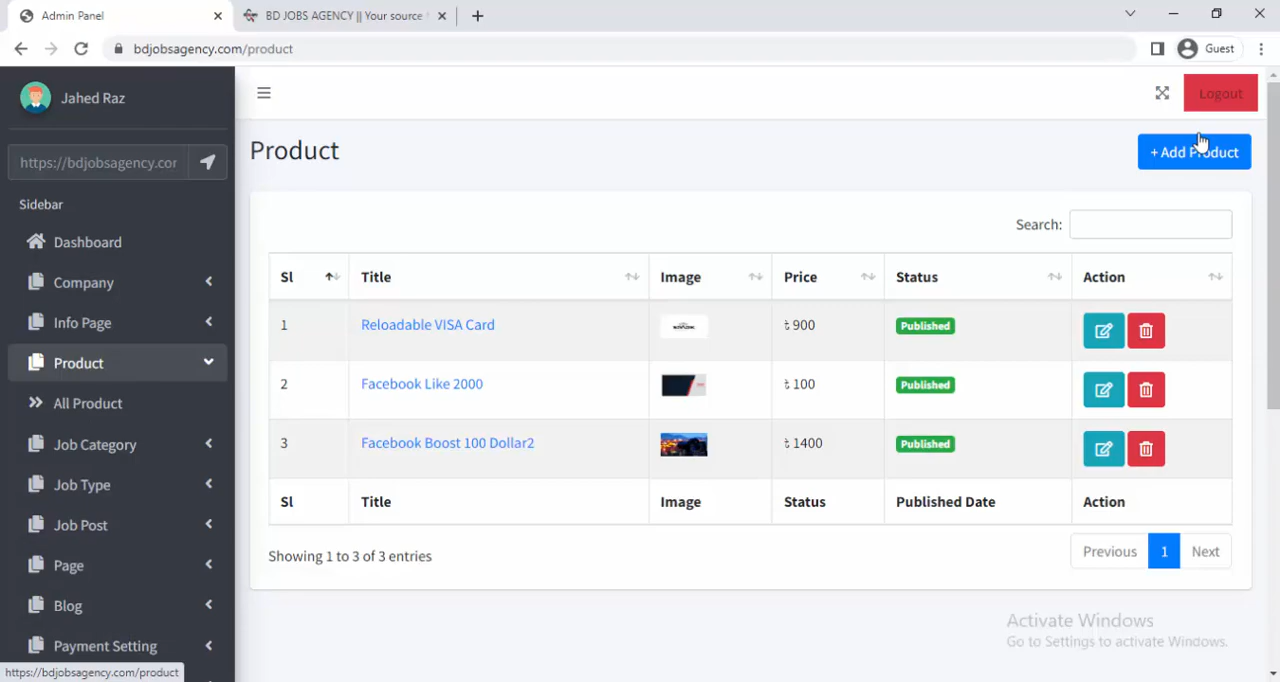 Admin Panel
BD JOBS AGENCY || Your source
bdjobsagency.com/product
Guest
Jahed Raz
Logout
https://bdjobsagency.cor
Product
+ Add Product
Sidebar
Dashboard
Company
Info Page
Product
All Product
Job Category
Job Type
Job Post
Page
Blog
Payment Setting
Search:
Sl Title Image Price Status Action
1 Reloadable VISA Card ৳ 900 Published
2 Facebook Like 2000 ৳ 100 Published
3 Facebook Boost 100 Dollar2 ৳ 1400 Published
Sl Title Image Status Published Date Action
Showing 1 to 3 of 3 entries
Previous 1 Next
Activate Windows
Go to Settings to activate Windows.
https://bdjobsagency.com/product